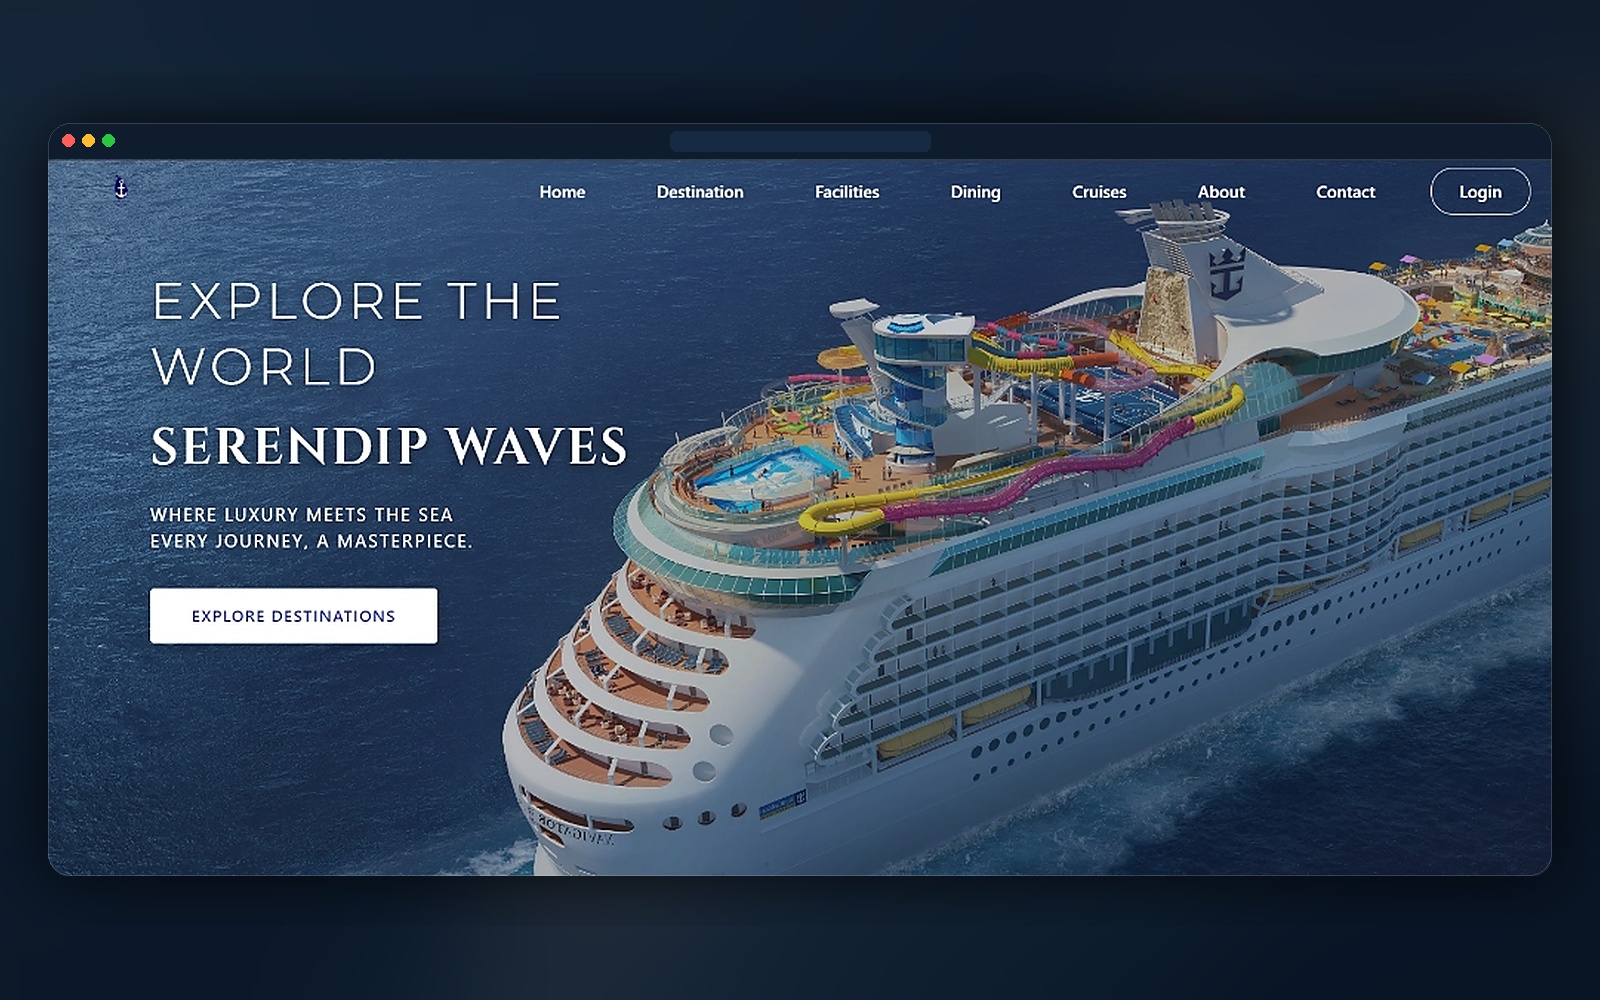 Home Destination Facilities Dining Cruises About Contact Login
EXPLORE THE
WORLD
SERENDIP WAVES
WHERE LUXURY MEETS THE SEA
EVERY JOURNEY, A MASTERPIECE.
EXPLORE DESTINATIONS